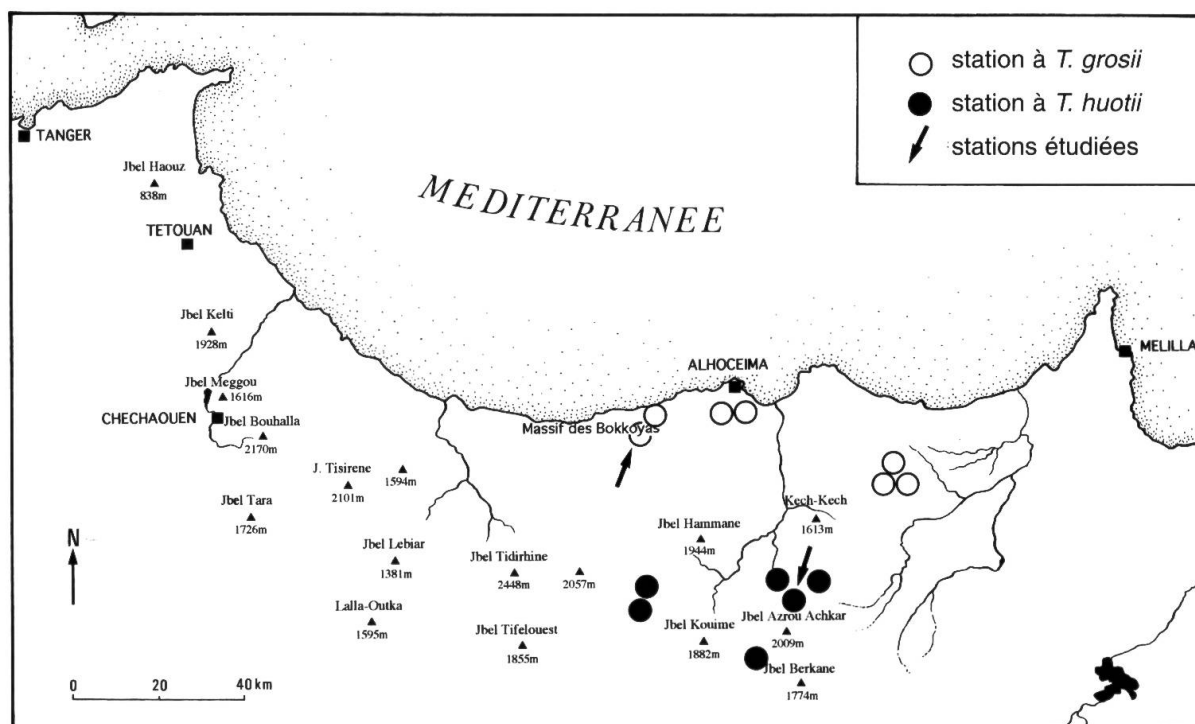 station à T. grosii
station à T. huotii
stations étudiées
TANGER
Jbel Haouz
838m
MEDITERRANEE
TETOUAN
Jbel Kelti
1928m
MELILLA
ALHOCEIMA
Jbel Meggou
1616m
CHECHAOUEN
Jbel Bouhalla
2170m
Massif des Bokkoyas
J. Tisirene
2101m
1594m
Jbel Tara
1726m
Kech-Kech
1613m
Jbel Hammane
1944m
N
Jbel Lebiar
1381m
Jbel Tidirhine
2448m
2057m
Lalla-Outka
1595m
Jbel Tifelouest
1855m
Jbel Kouime
1882m
Jbel Azrou Achkar
2009m
Jbel Berkane
1774m
0 20 40 km